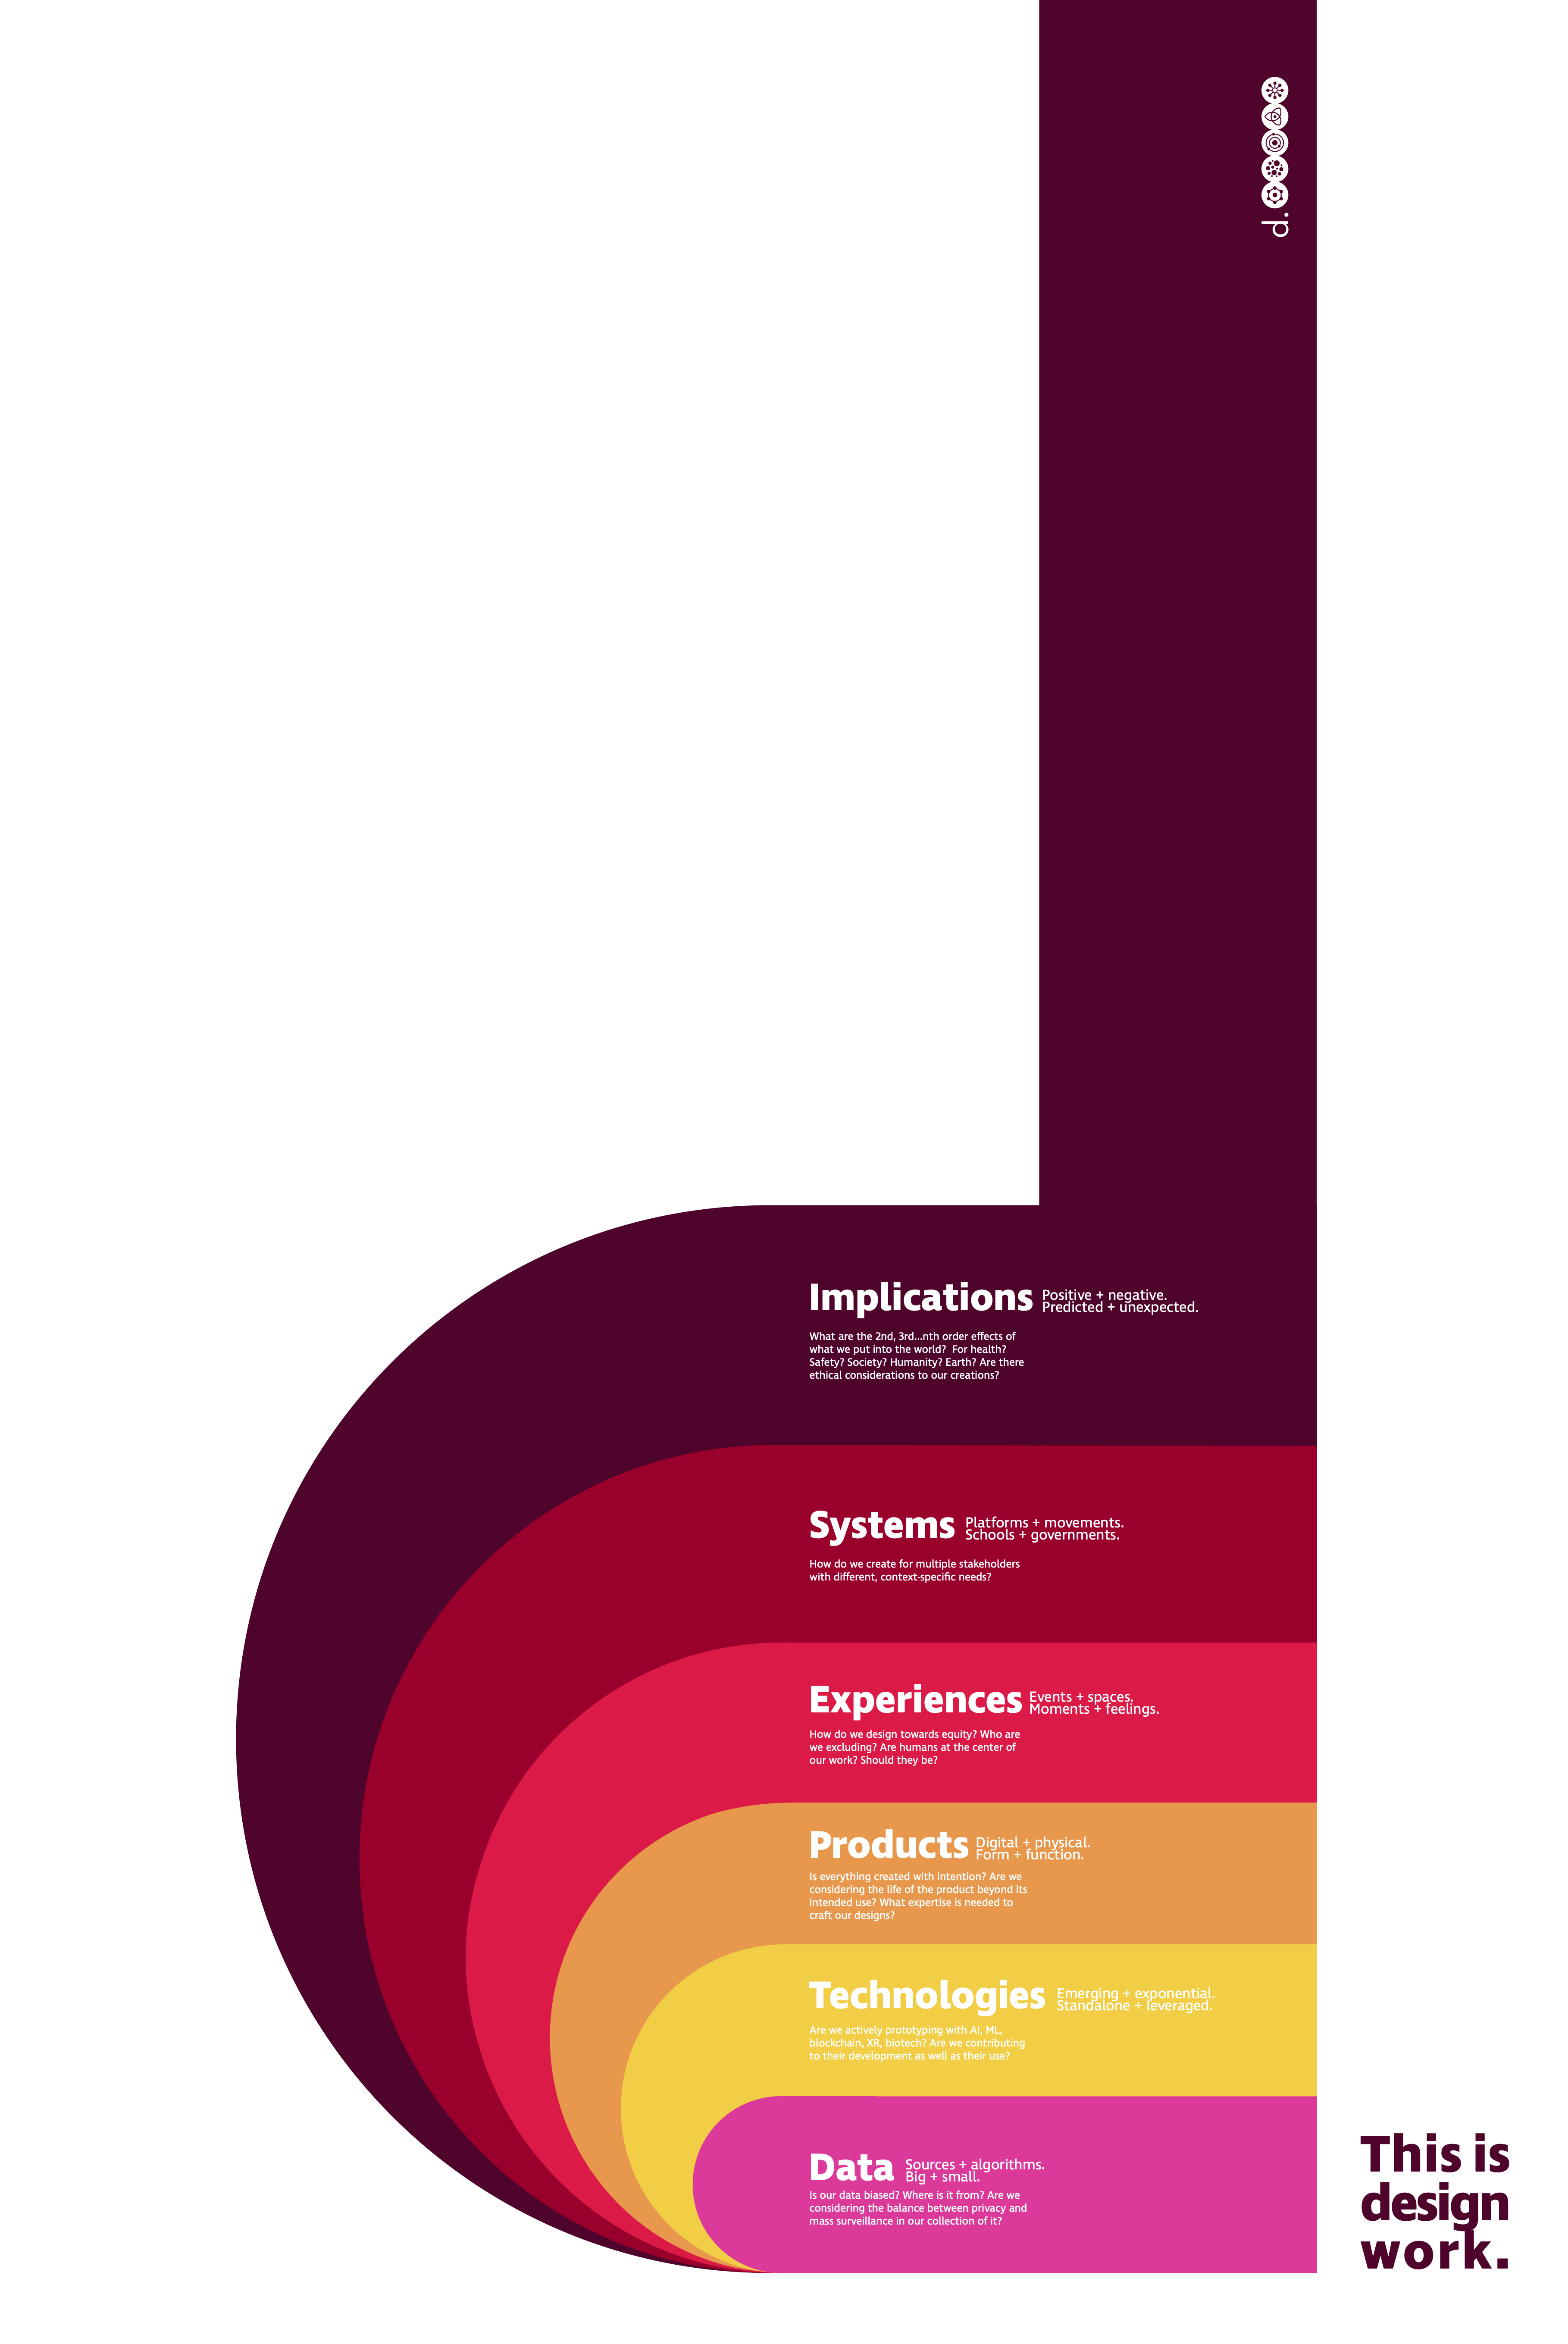 d.
Implications
Positive + negative.
Predicted + unexpected.
What are the 2nd, 3rd...nth order effects of
what we put into the world?  For health?
Safety? Society? Humanity? Earth? Are there
ethical considerations to our creations?
Systems
Platforms + movements.
Schools + governments.
How do we create for multiple stakeholders
with different, context-specific needs?
Experiences
Events + spaces.
Moments + feelings.
How do we design towards equity? Who are
we excluding? Are humans at the center of
our work? Should they be?
Products
Digital + physical.
Form + function.
Is everything created with intention? Are we
considering the life of the product beyond its
intended use? What expertise is needed to
craft our designs?
Technologies
Emerging + exponential.
Standalone + leveraged.
Are we actively prototyping with AI, ML,
blockchain, XR, biotech? Are we contributing
to their development as well as their use?
Data
Sources + algorithms.
Big + small.
Is our data biased? Where is it from? Are we
considering the balance between privacy and
mass surveillance in our collection of it?
This is
design
work.